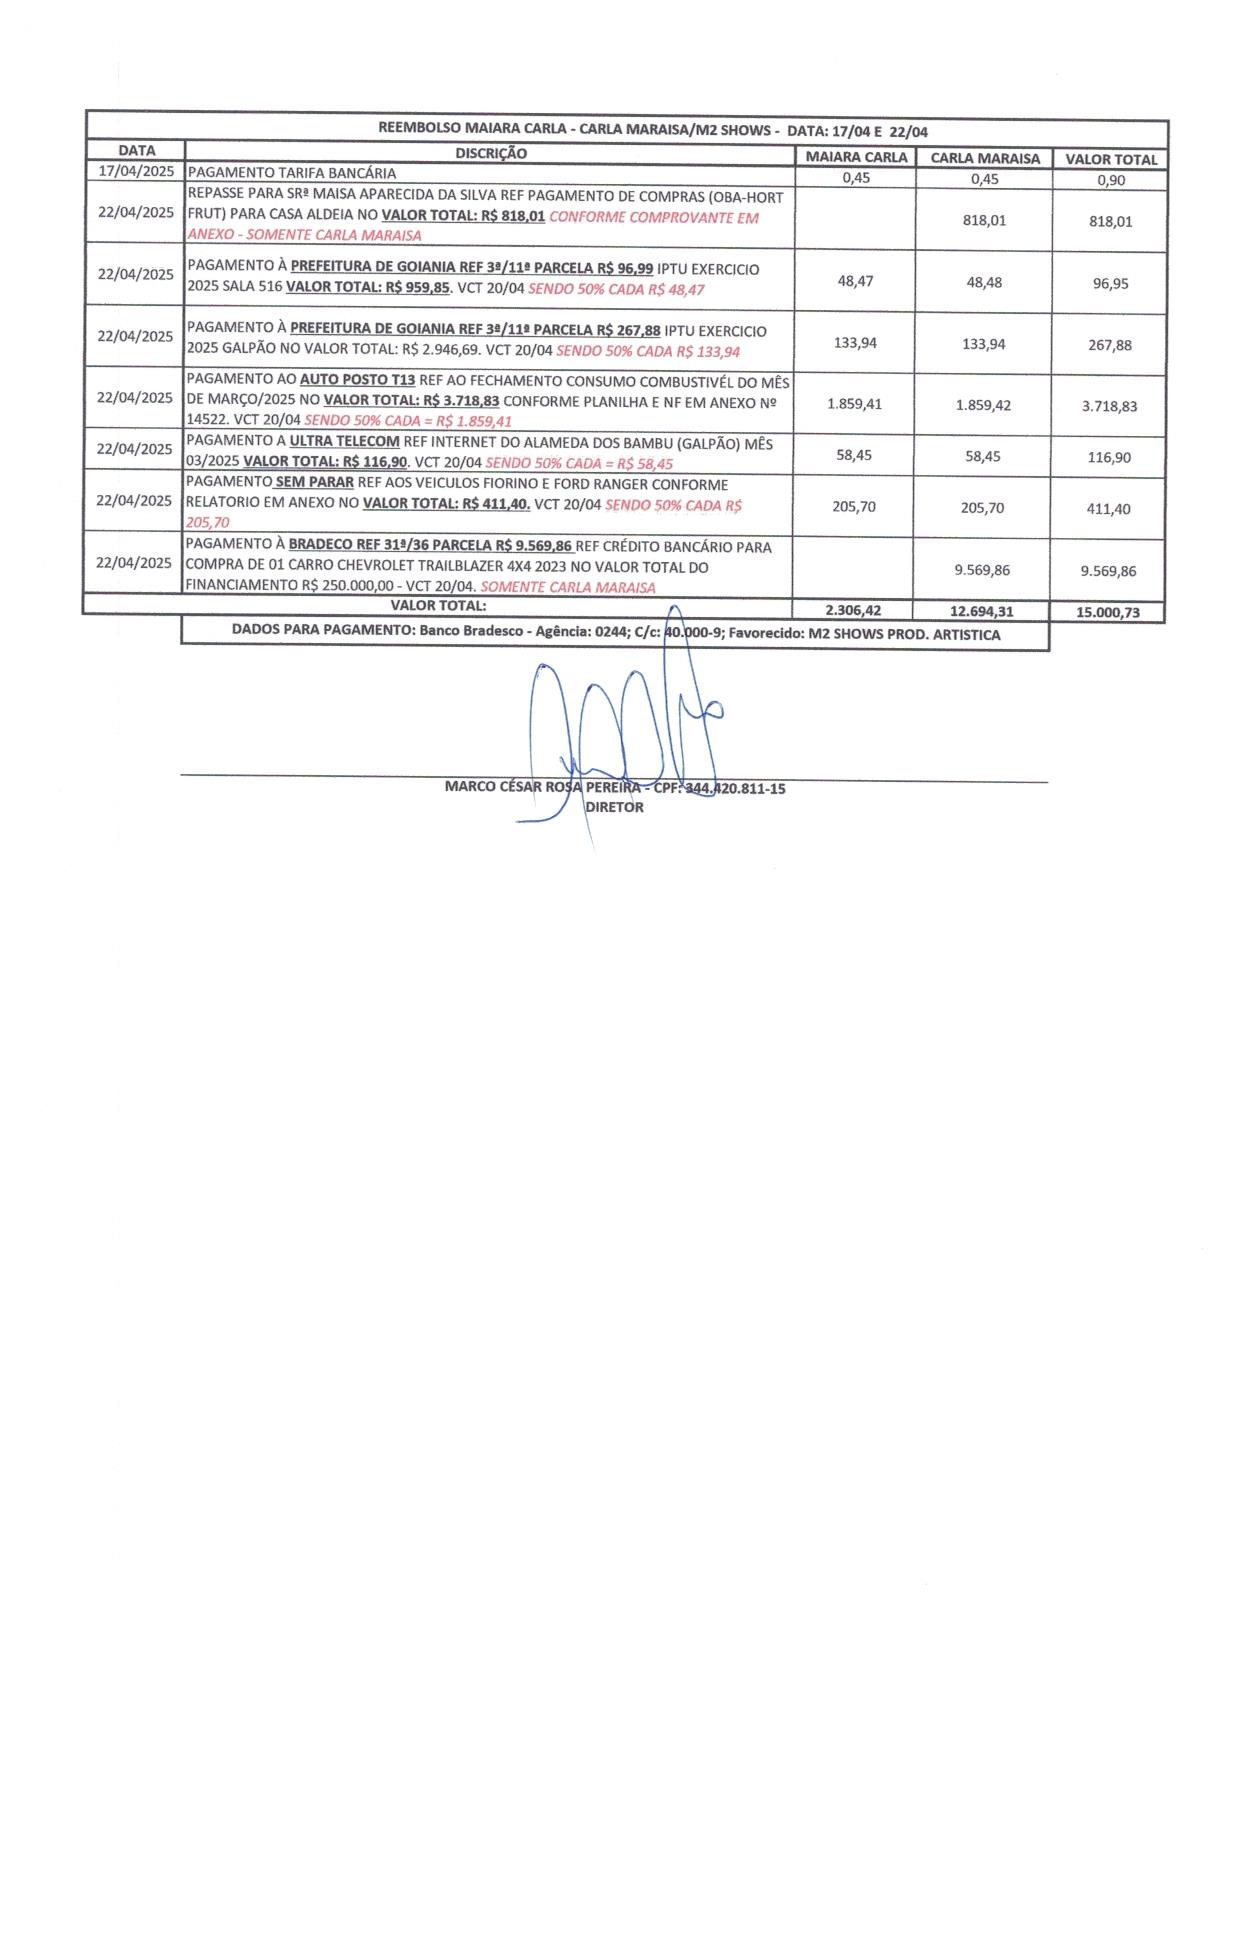 REEMBOLSO MAIARA CARLA - CARLA MARAISA/M2 SHOWS - DATA: 17/04 E 22/04
DATA DISCRIÇÃO MAIARA CARLA CARLA MARAISA VALOR TOTAL
17/04/2025 PAGAMENTO TARIFA BANCÁRIA 0,45 0,45 0,90
REPASSE PARA SRª MAISA APARECIDA DA SILVA REF PAGAMENTO DE COMPRAS (OBA-HORT
22/04/2025 FRUT) PARA CASA ALDEIA NO VALOR TOTAL: R$ 818,01 CONFORME COMPROVANTE EM 818,01 818,01
ANEXO - SOMENTE CARLA MARAISA
PAGAMENTO À PREFEITURA DE GOIANIA REF 3ª/11ª PARCELA R$ 96,99 IPTU EXERCICIO
22/04/2025 2025 SALA 516 VALOR TOTAL: R$ 959,85. VCT 20/04 SENDO 50% CADA R$ 48,47 48,47 48,48 96,95
PAGAMENTO À PREFEITURA DE GOIANIA REF 3ª/11ª PARCELA R$ 267,88 IPTU EXERCICIO
22/04/2025 2025 GALPÃO NO VALOR TOTAL: R$ 2.946,69. VCT 20/04 SENDO 50% CADA R$ 133,94 133,94 133,94 267,88
PAGAMENTO AO AUTO POSTO T13 REF AO FECHAMENTO CONSUMO COMBUSTIVÉL DO MÊS
22/04/2025 DE MARÇO/2025 NO VALOR TOTAL: R$ 3.718,83 CONFORME PLANILHA E NF EM ANEXO Nº 1.859,41 1.859,42 3.718,83
14522. VCT 20/04 SENDO 50% CADA = R$ 1.859,41
PAGAMENTO A ULTRA TELECOM REF INTERNET DO ALAMEDA DOS BAMBU (GALPÃO) MÊS
22/04/2025 03/2025 VALOR TOTAL: R$ 116,90. VCT 20/04 SENDO 50% CADA = R$ 58,45 58,45 58,45 116,90
PAGAMENTO SEM PARAR REF AOS VEICULOS FIORINO E FORD RANGER CONFORME
22/04/2025 RELATORIO EM ANEXO NO VALOR TOTAL: R$ 411,40. VCT 20/04 SENDO 50% CADA R$ 205,70 205,70 411,40
205,70
PAGAMENTO À BRADECO REF 31ª/36 PARCELA R$ 9.569,86 REF CRÉDITO BANCÁRIO PARA
22/04/2025 COMPRA DE 01 CARRO CHEVROLET TRAILBLAZER 4X4 2023 NO VALOR TOTAL DO 9.569,86 9.569,86
FINANCIAMENTO R$ 250.000,00 - VCT 20/04. SOMENTE CARLA MARAISA
VALOR TOTAL: 2.306,42 12.694,31 15.000,73
DADOS PARA PAGAMENTO: Banco Bradesco - Agência: 0244; C/c: 40.000-9; Favorecido: M2 SHOWS PROD. ARTISTICA
MARCO CÉSAR ROSA PEREIRA - CPF: 344.420.811-15
DIRETOR